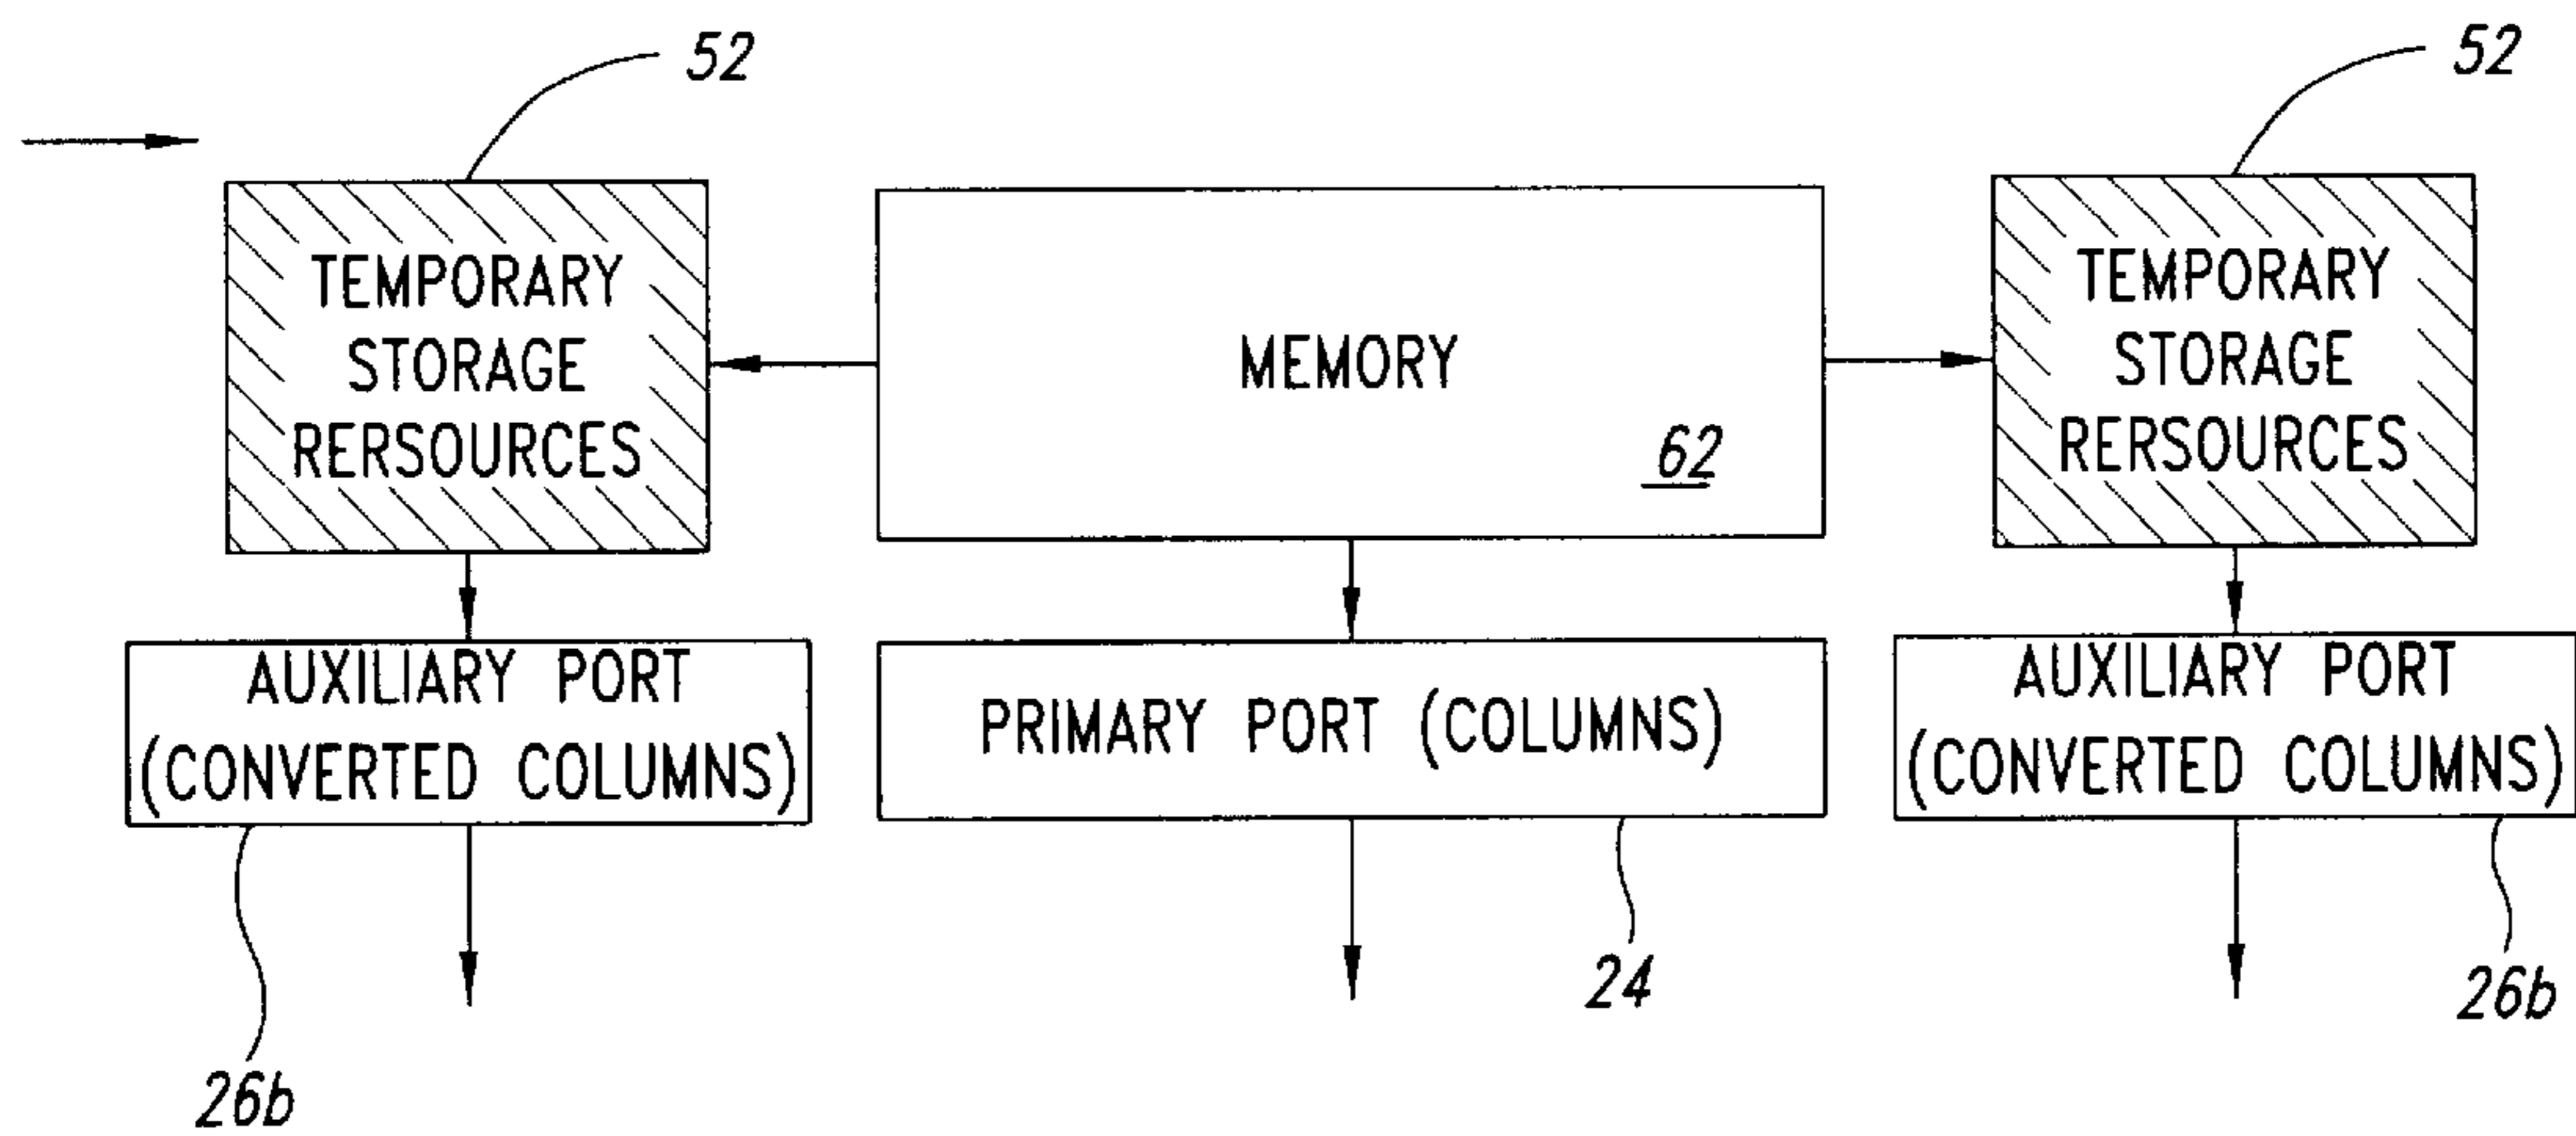 52
52
TEMPORARY
STORAGE
RERSOURCES
MEMORY
62
TEMPORARY
STORAGE
RERSOURCES
AUXILIARY PORT
(CONVERTED COLUMNS)
PRIMARY PORT (COLUMNS)
AUXILIARY PORT
(CONVERTED COLUMNS)
26b
24
26b